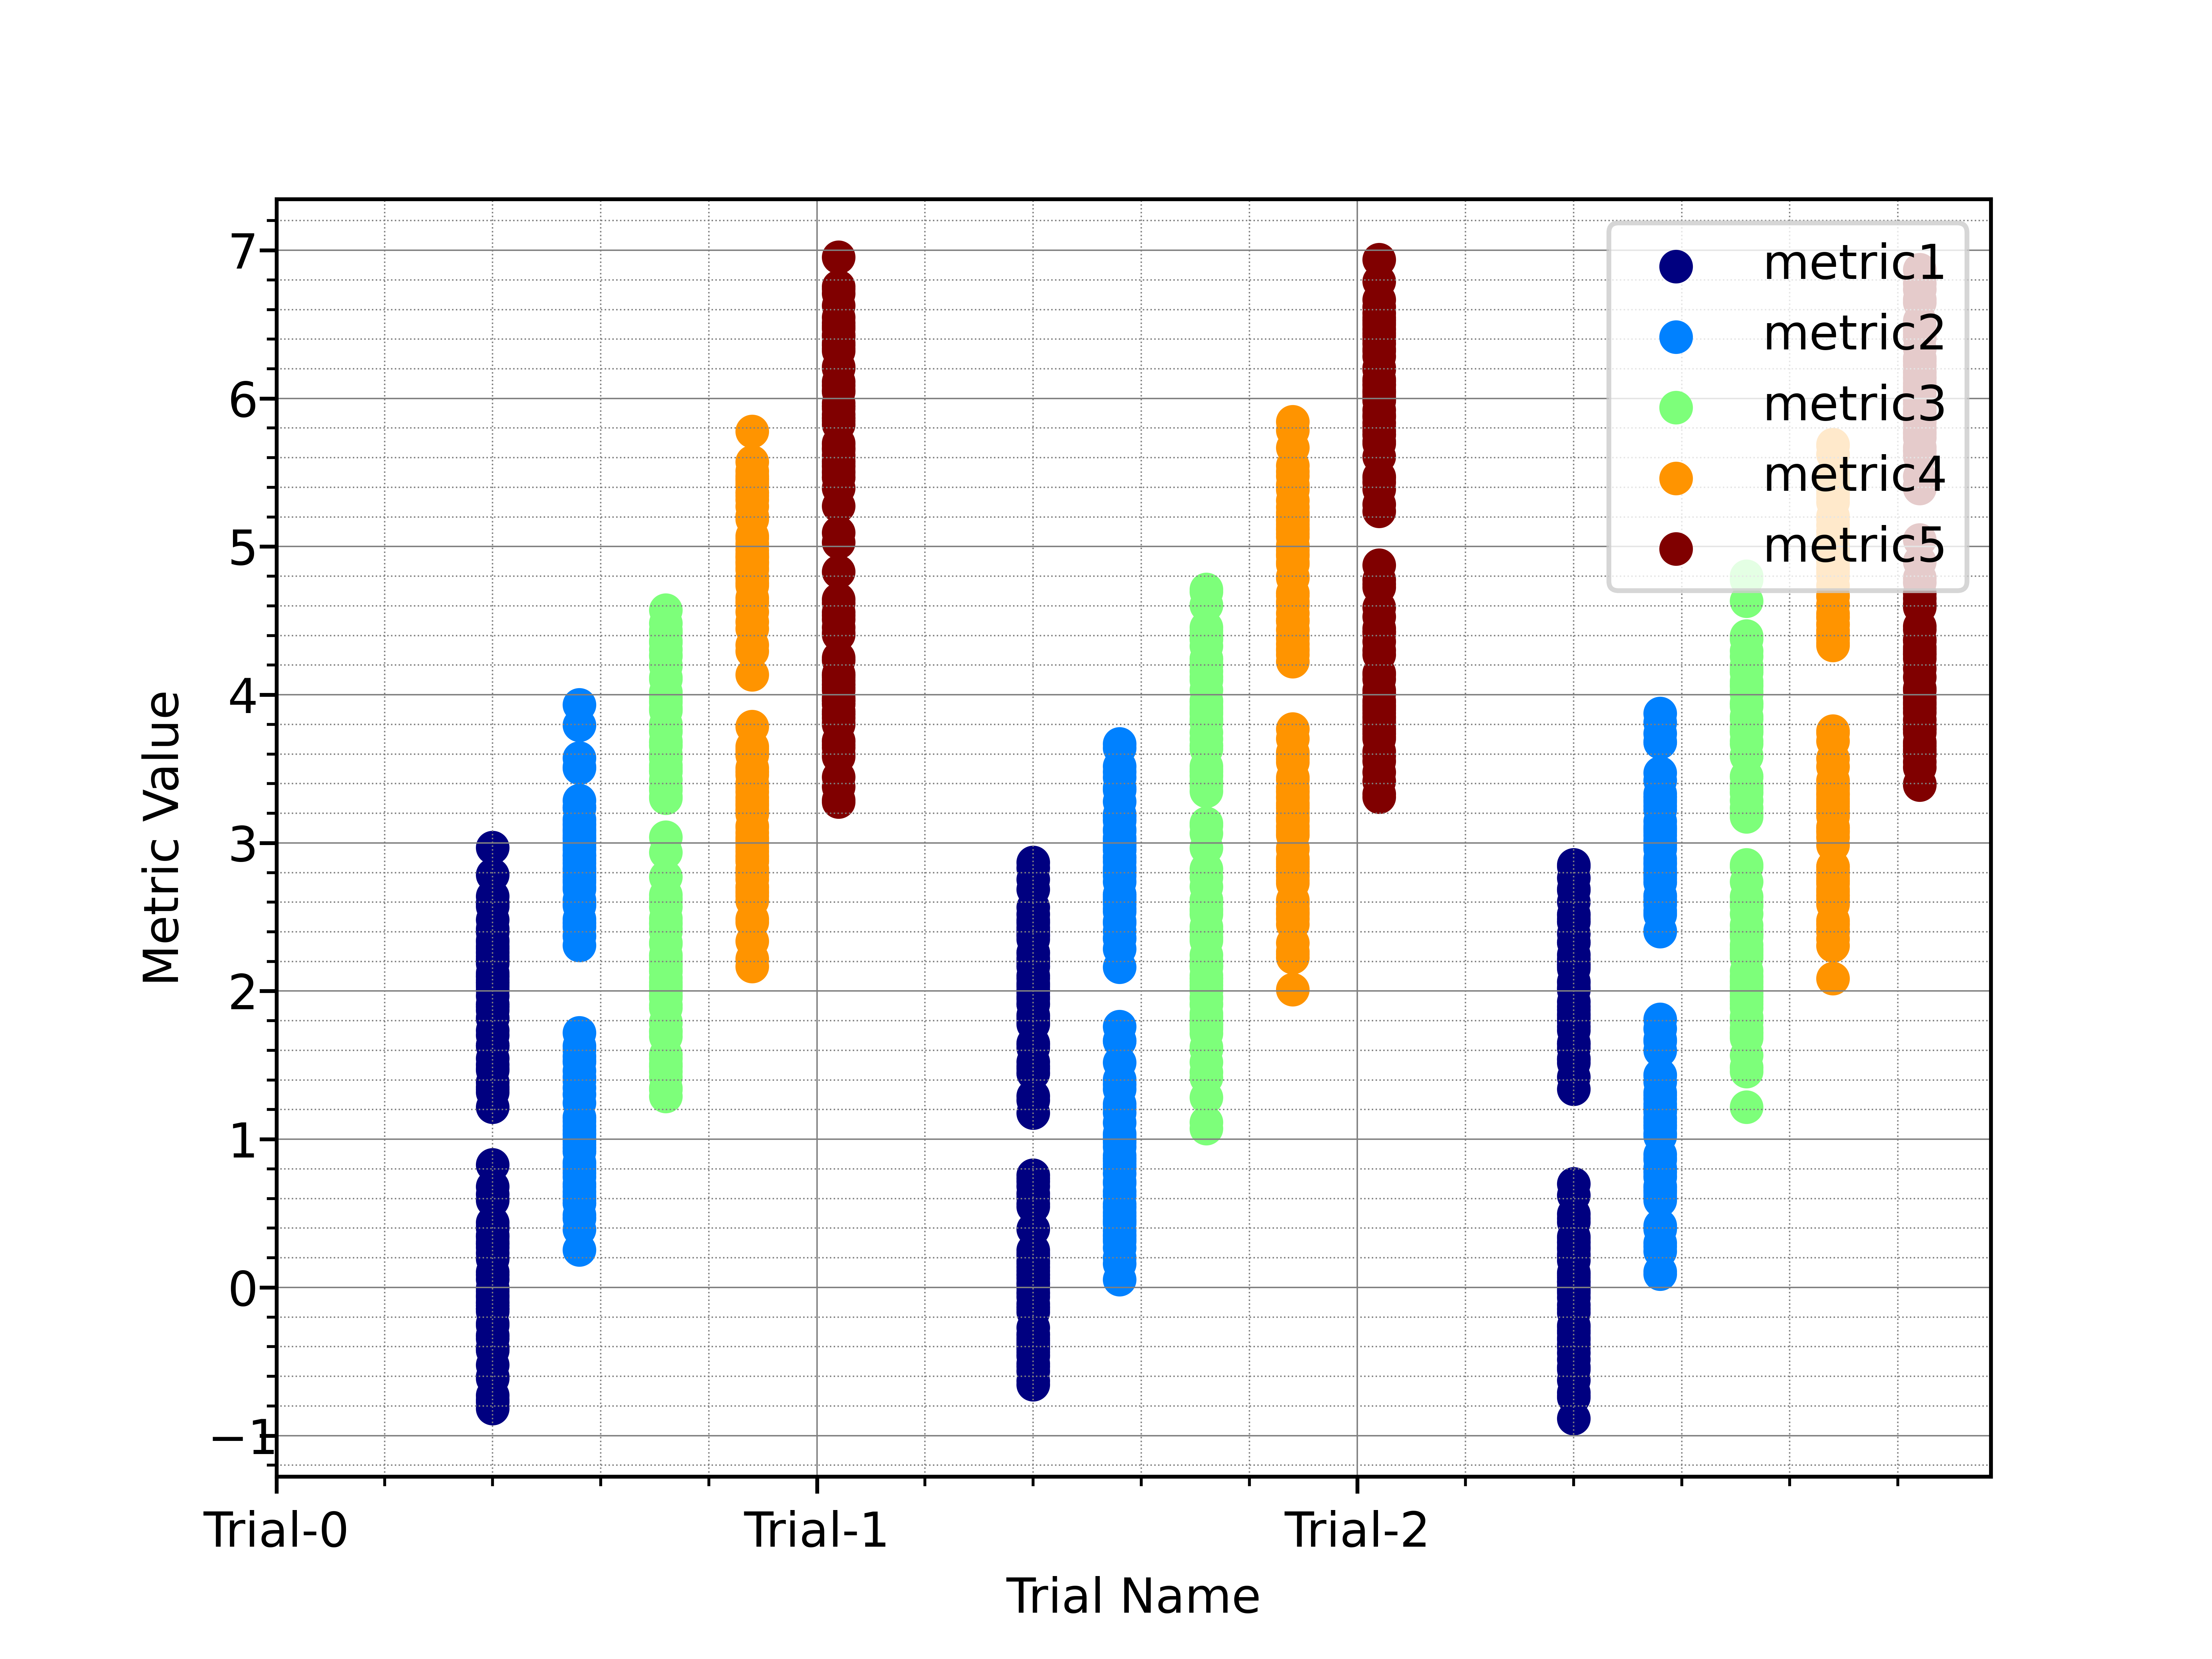 7
6
5
4
3
2
1
0
−1
Metric Value
metric1
metric2
metric3
metric4
metric5
Trial-0 Trial-1 Trial-2
Trial Name